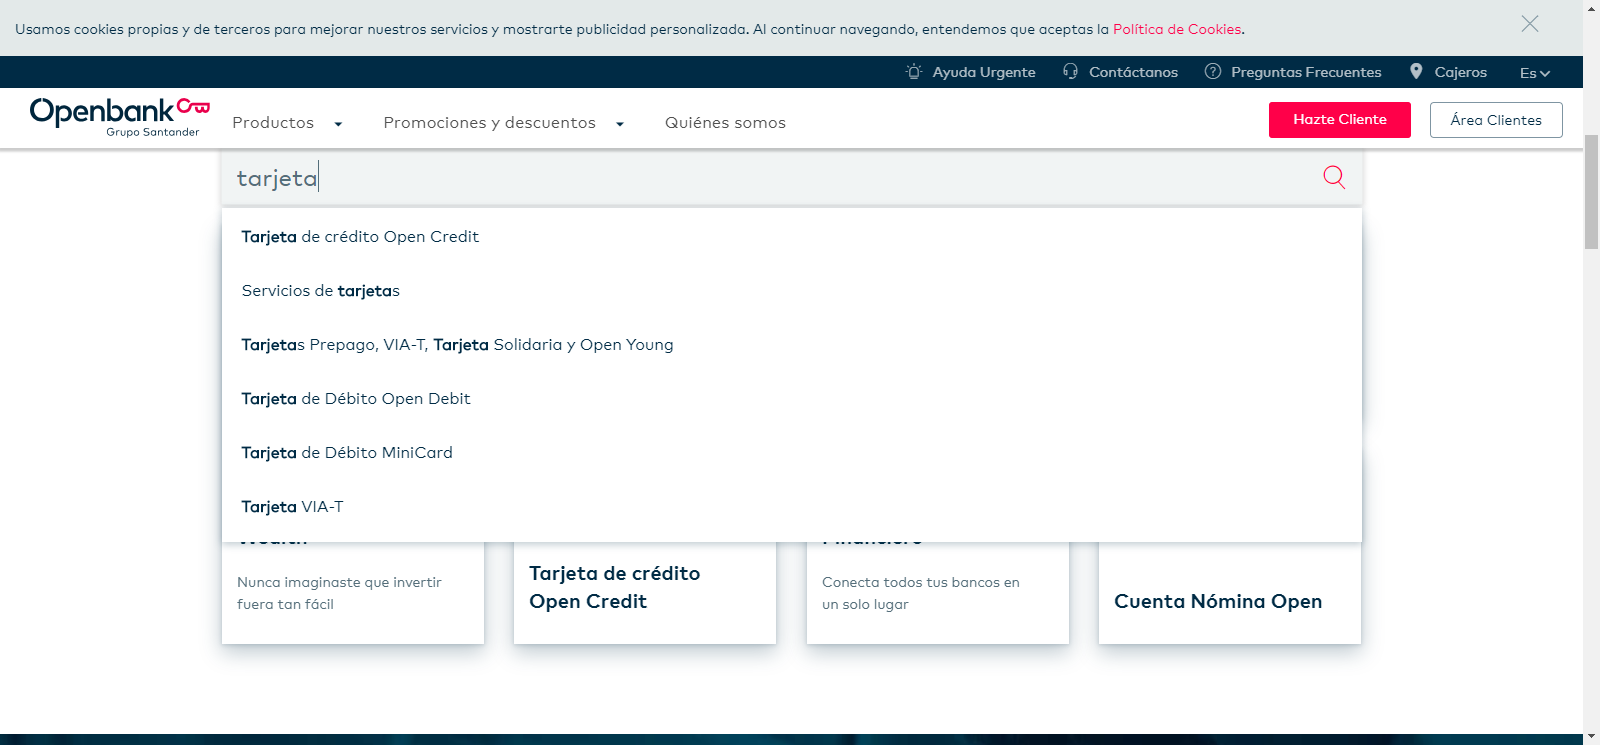 Usamos cookies propias y de terceros para mejorar nuestros servicios y mostrarte publicidad personalizada. Al continuar navegando, entendemos que aceptas la Política de Cookies.
Ayuda Urgente Contáctanos Preguntas Frecuentes Cajeros Es
Openbank
Grupo Santander
Productos Promociones y descuentos Quiénes somos Hazte Cliente Área Clientes
tarjeta
Tarjeta de crédito Open Credit
Servicios de tarjetas
Tarjetas Prepago, VIA-T, Tarjeta Solidaria y Open Young
Tarjeta de Débito Open Debit
Tarjeta de Débito MiniCard
Tarjeta VIA-T
Nunca imaginaste que invertir
fuera tan fácil
Tarjeta de crédito
Open Credit
Conecta todos tus bancos en
un solo lugar
Cuenta Nómina Open